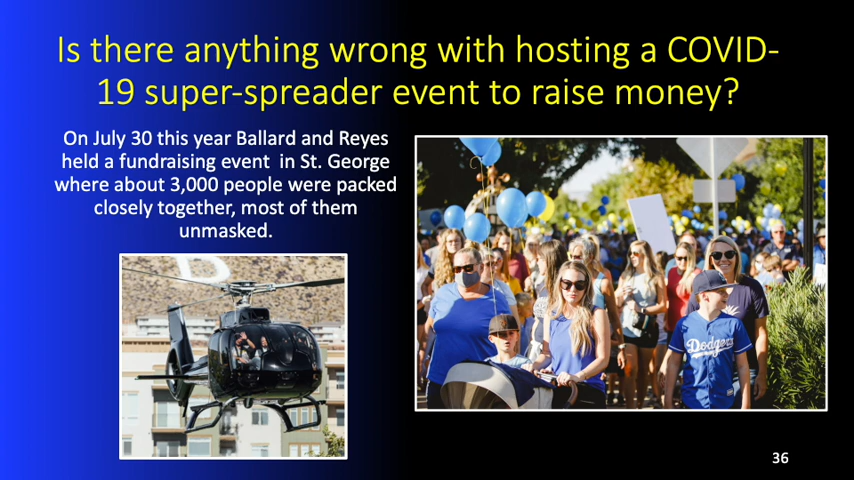 Is there anything wrong with hosting a COVID-
19 super-spreader event to raise money?
On July 30 this year Ballard and Reyes
held a fundraising event in St. George
where about 3,000 people were packed
closely together, most of them
unmasked.
D
Dodgers
36